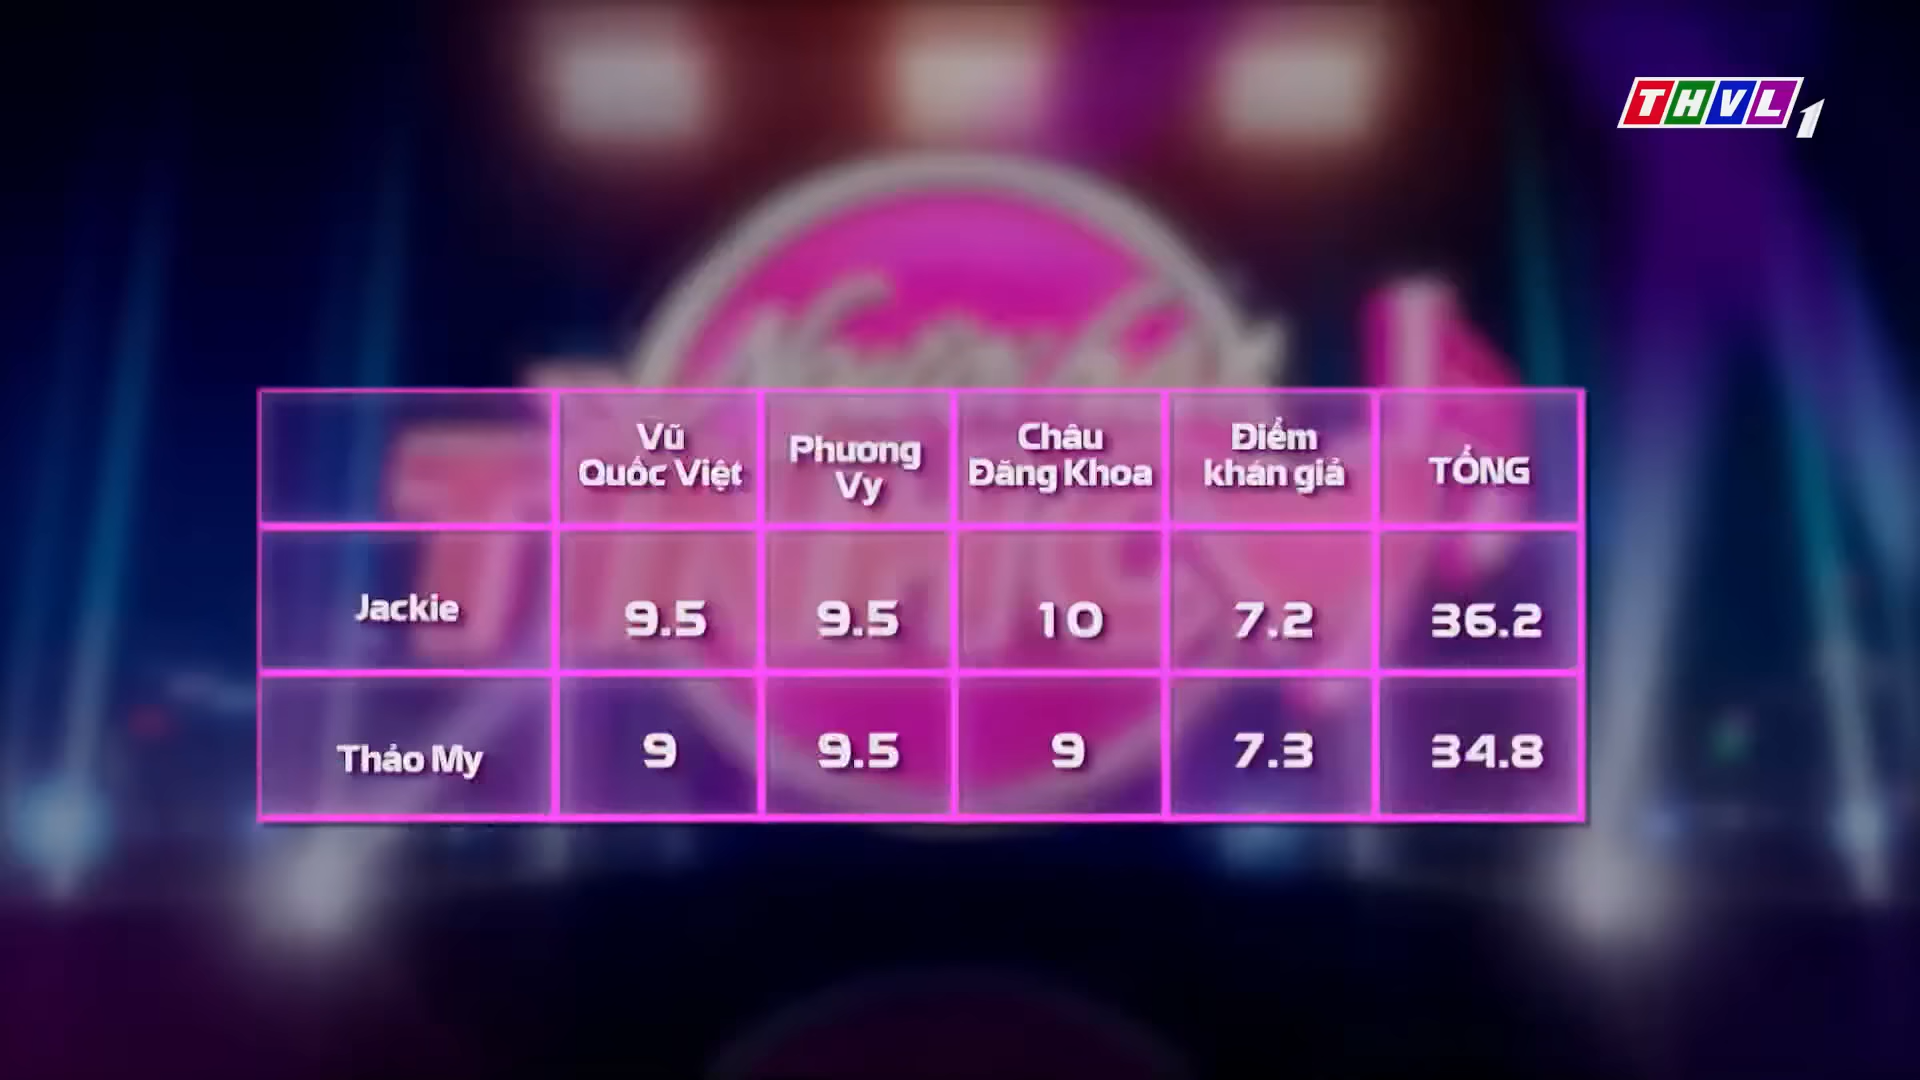 THVL1
Vũ
Quốc Việt
Phương
Vy
Châu
Đăng Khoa
Điểm
khán giả
TỔNG
Jackie
9.5
9.5
10
7.2
36.2
Thảo My
9
9.5
9
7.3
34.8